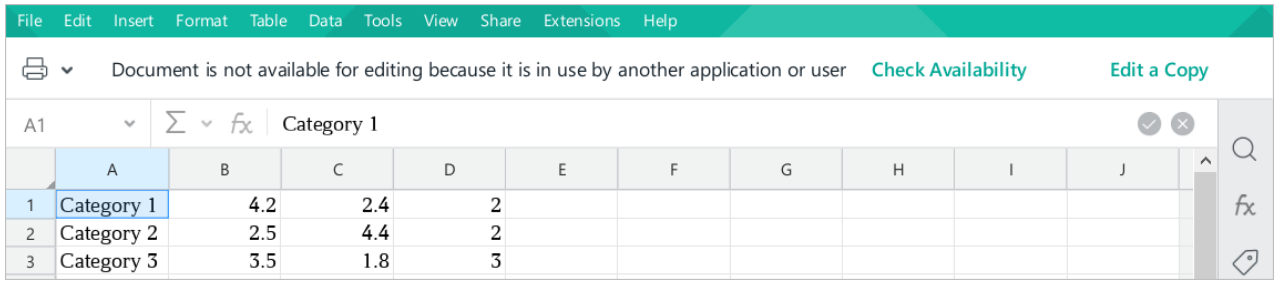 File Edit Insert Format Table Data Tools View Share Extensions Help
Document is not available for editing because it is in use by another application or user Check Availability Edit a Copy
A1 Σ fx Category 1
A B C D E F G H I J
1 Category 1 4.2 2.4 2
2 Category 2 2.5 4.4 2
3 Category 3 3.5 1.8 3
fx